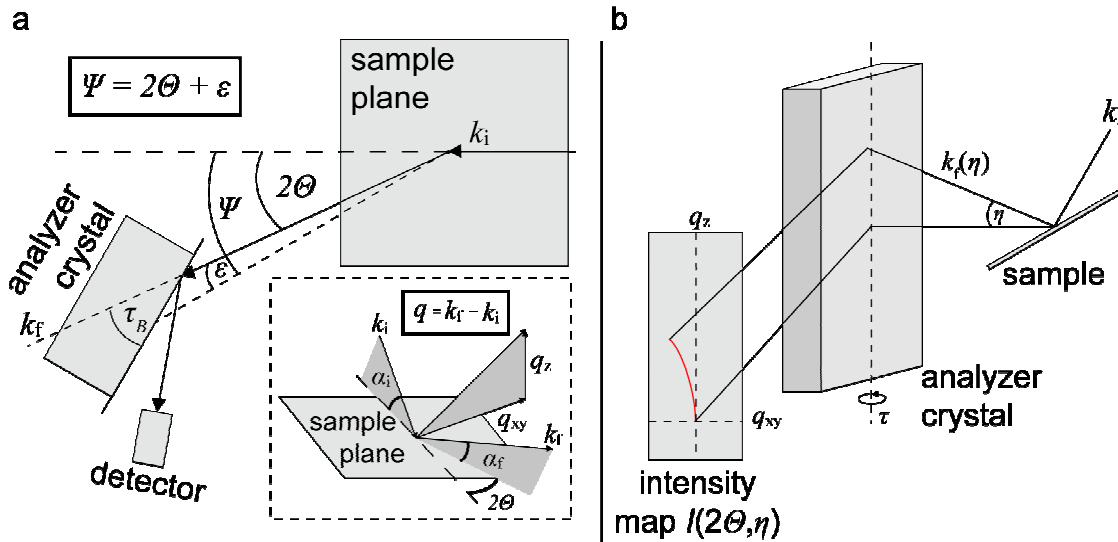 a
Ψ = 2Θ + ε
sample
plane
k_i
2Θ
Ψ
ε
analyzer
crystal
k_f
τ_B
detector
q = k_f – k_i
k_i
α_i
q_z
q_xy
sample
plane
k_f
α_f
2Θ
b
k_f(η)
η
sample
q_z
q_xy
τ
analyzer
crystal
intensity
map I(2Θ,η)